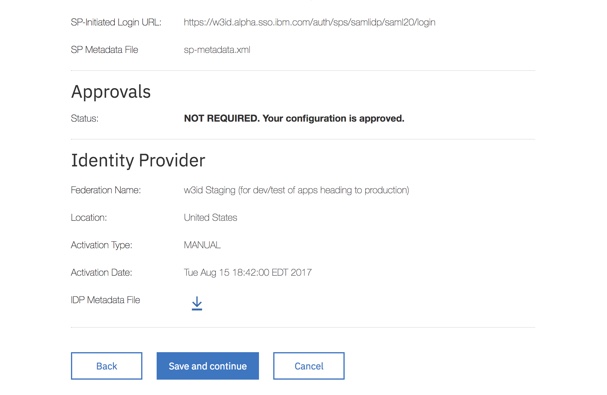 SP-Initiated Login URL: https://w3id.alpha.sso.ibm.com/auth/sps/samlidp/saml20/login
SP Metadata File sp-metadata.xml
Approvals
Status: NOT REQUIRED. Your configuration is approved.
Identity Provider
Federation Name: w3id Staging (for dev/test of apps heading to production)
Location: United States
Activation Type: MANUAL
Activation Date: Tue Aug 15 18:42:00 EDT 2017
IDP Metadata File
Back Save and continue Cancel